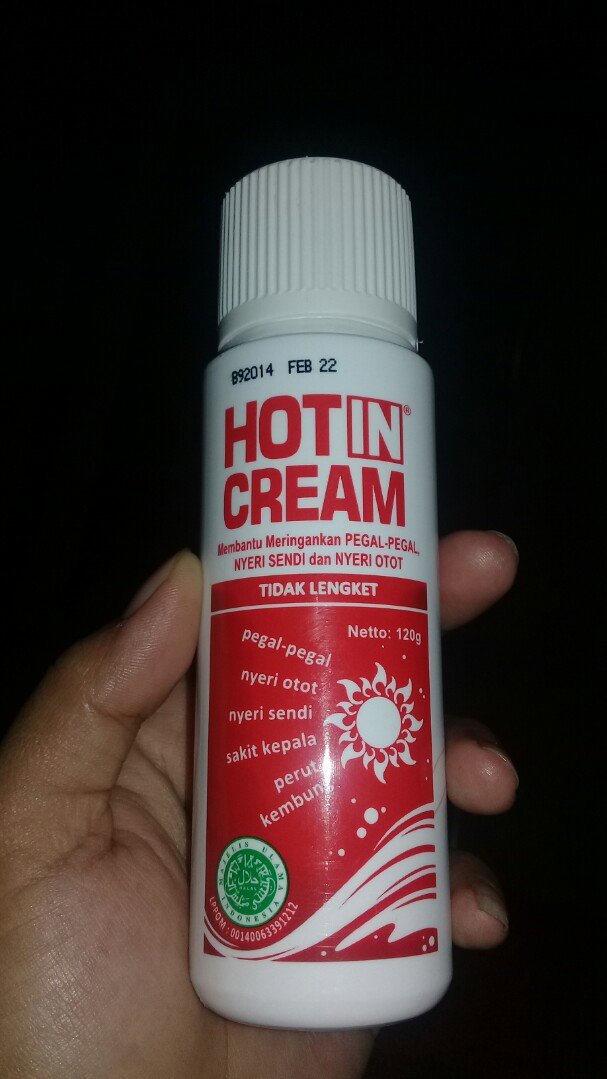 B92014 FEB 22
HOT IN®
CREAM
Membantu Meringankan PEGAL-PEGAL,
NYERI SENDI dan NYERI OTOT
TIDAK LENGKET
Netto: 120g
pegal-pegal
nyeri otot
nyeri sendi
sakit kepala
perut
kembung
MAJELIS ULAMA
INDONESIA
حلال
LPPOM : 00140063391212